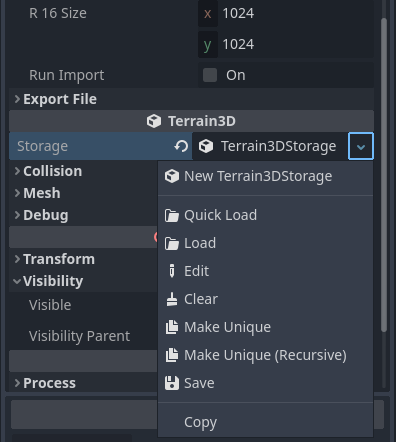 R 16 Size
x 1024
y 1024
Run Import
On
Export File
Terrain3D
Storage
Terrain3DStorage
Collision
New Terrain3DStorage
Mesh
Debug
Quick Load
Load
Transform
Edit
Visibility
Clear
Visible
Make Unique
Visibility Parent
Make Unique (Recursive)
Process
Save
Copy